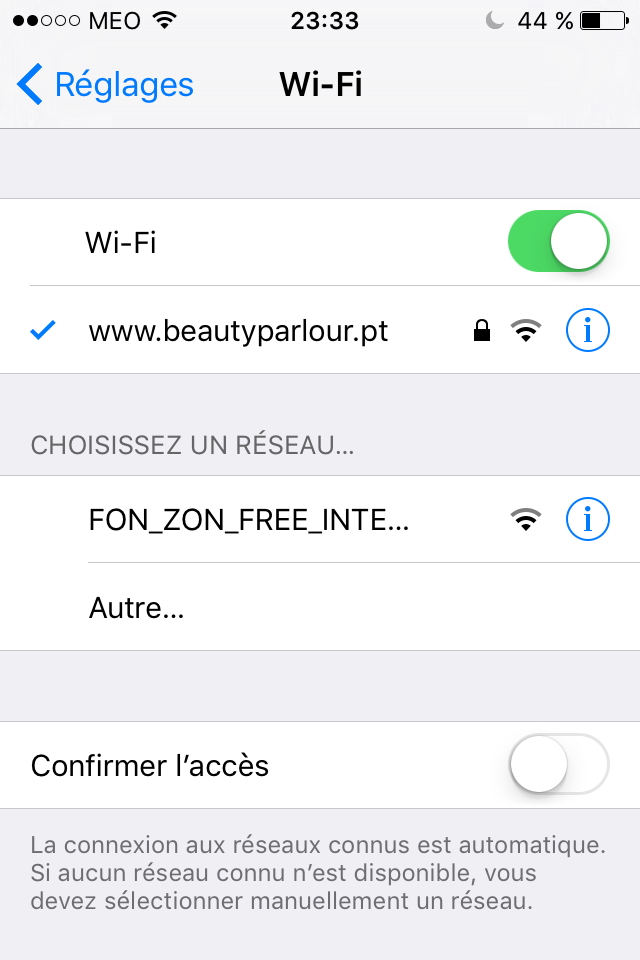 MEO 23:33 44 %
Réglages Wi-Fi
Wi-Fi
www.beautyparlour.pt
CHOISISSEZ UN RÉSEAU...
FON_ZON_FREE_INTE...
Autre...
Confirmer l’accès
La connexion aux réseaux connus est automatique.
Si aucun réseau connu n’est disponible, vous
devez sélectionner manuellement un réseau.